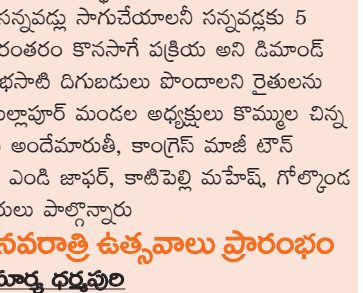 సన్నవడ్లు సాగుచేయాలనీ సన్నవడ్లకు 5
రంతరం కొనసాగే పక్రియ అని డిమాండ్
భసాటి దిగుబడులు పొందాలని రైతులను
ల్లాపూర్ మండల అధ్యక్షులు కొమ్ముల చిన్న
అందేమారుతీ, కాంగ్రెస్ మాజీ టౌన్
ఎండి జాఫర్, కాటిపెల్లి మహేష్, గోల్కొండ
రులు పాల్గొన్నారు
నవరాత్రి ఉత్సవాలు ప్రారంభం
సూర్య ధర్మపురి